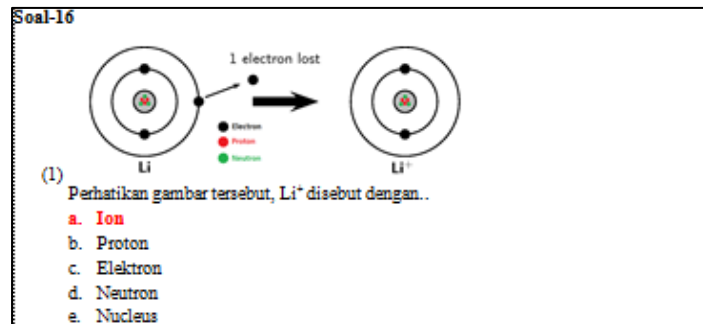 Soal-16
1 electron lost
Electron
Proton
Neutron
Li
Li⁺
(1)
Perhatikan gambar tersebut, Li⁺ disebut dengan..
a. Ion
b. Proton
c. Elektron
d. Neutron
e. Nucleus